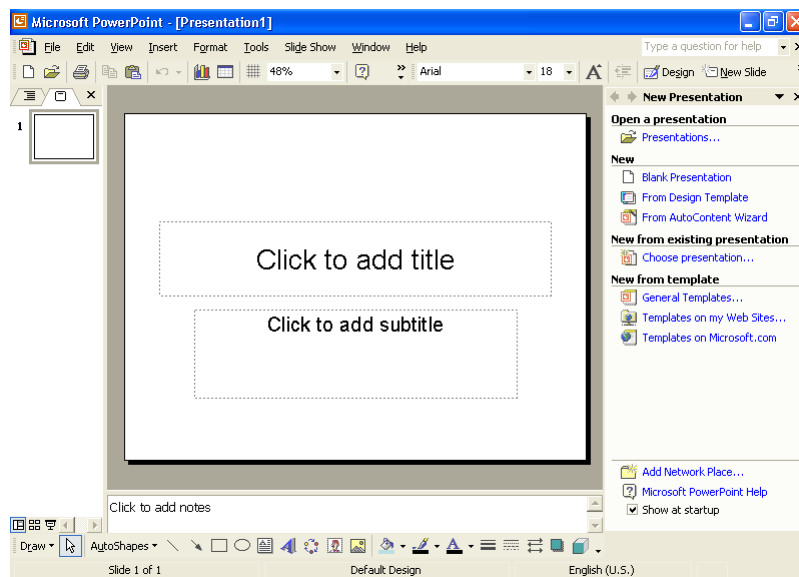 Microsoft PowerPoint - [Presentation1]
File Edit View Insert Format Tools Slide Show Window Help Type a question for help
48% Arial 18 A Design New Slide
1
New Presentation
Open a presentation
Presentations...
New
Blank Presentation
From Design Template
From AutoContent Wizard
New from existing presentation
Choose presentation...
New from template
General Templates...
Templates on my Web Sites...
Templates on Microsoft.com
Click to add title
Click to add subtitle
Add Network Place...
Microsoft PowerPoint Help
Show at startup
Click to add notes
Draw AutoShapes A
Slide 1 of 1 Default Design English (U.S.)